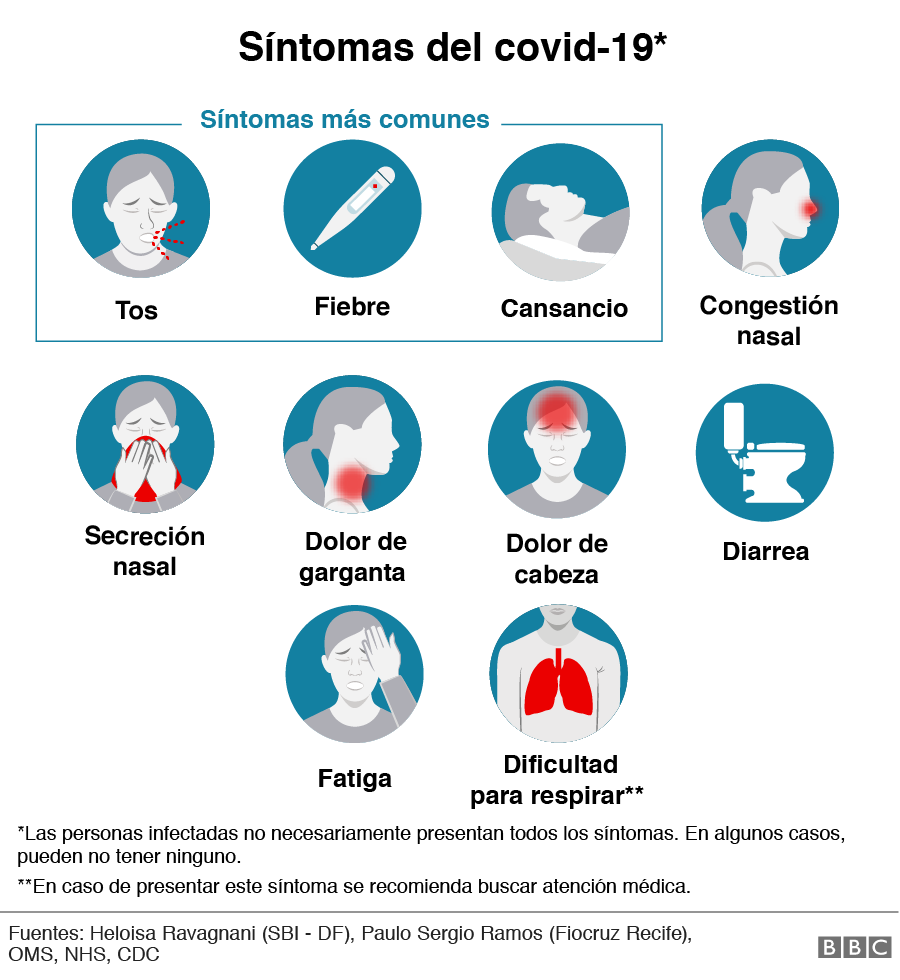 Síntomas del covid-19*
Síntomas más comunes
Tos
Fiebre
Cansancio
Congestión
nasal
Secreción
nasal
Dolor de
garganta
Dolor de
cabeza
Diarrea
Fatiga
Dificultad
para respirar**
*Las personas infectadas no necesariamente presentan todos los síntomas. En algunos casos,
pueden no tener ninguno.
**En caso de presentar este síntoma se recomienda buscar atención médica.
Fuentes: Heloisa Ravagnani (SBI - DF), Paulo Sergio Ramos (Fiocruz Recife),
OMS, NHS, CDC
BBC